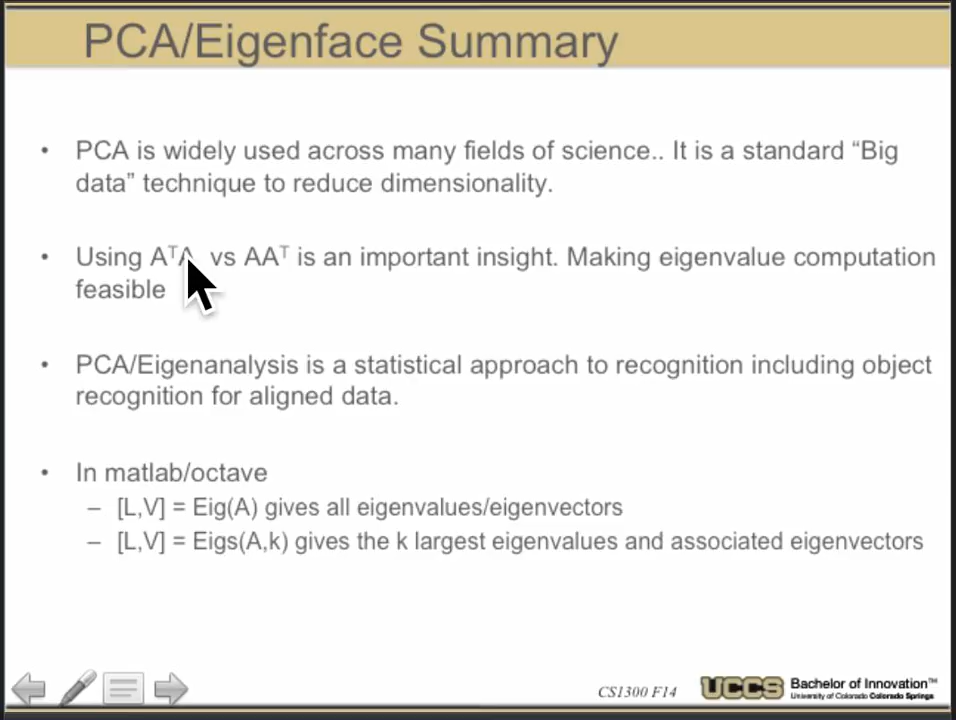 PCA/Eigenface Summary
• PCA is widely used across many fields of science.. It is a standard “Big
data” technique to reduce dimensionality.
• Using AᵀA vs AAᵀ is an important insight. Making eigenvalue computation
feasible
• PCA/Eigenanalysis is a statistical approach to recognition including object
recognition for aligned data.
• In matlab/octave
– [L,V] = Eig(A) gives all eigenvalues/eigenvectors
– [L,V] = Eigs(A,k) gives the k largest eigenvalues and associated eigenvectors
CS1300 F14
UCCS
Bachelor of Innovation™
University of Colorado Colorado Springs